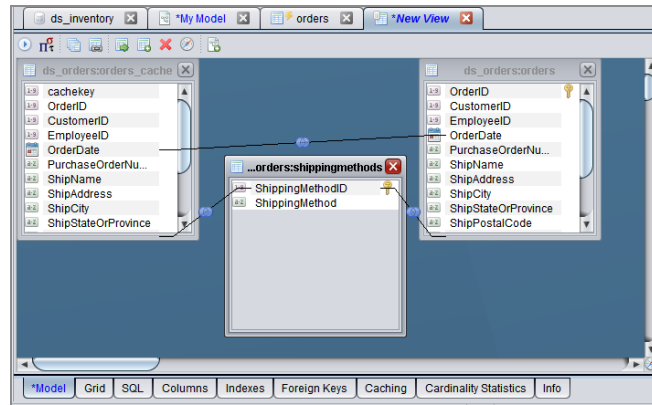 ds_inventory
*My Model
orders
*New View
ds_orders:orders_cache
cachekey
OrderID
CustomerID
EmployeeID
OrderDate
PurchaseOrderNu...
ShipName
ShipAddress
ShipCity
ShipStateOrProvince
...orders:shippingmethods
ShippingMethodID
ShippingMethod
ds_orders:orders
OrderID
CustomerID
EmployeeID
OrderDate
PurchaseOrderNu...
ShipName
ShipAddress
ShipCity
ShipStateOrProvince
ShipPostalCode
*Model Grid SQL Columns Indexes Foreign Keys Caching Cardinality Statistics Info